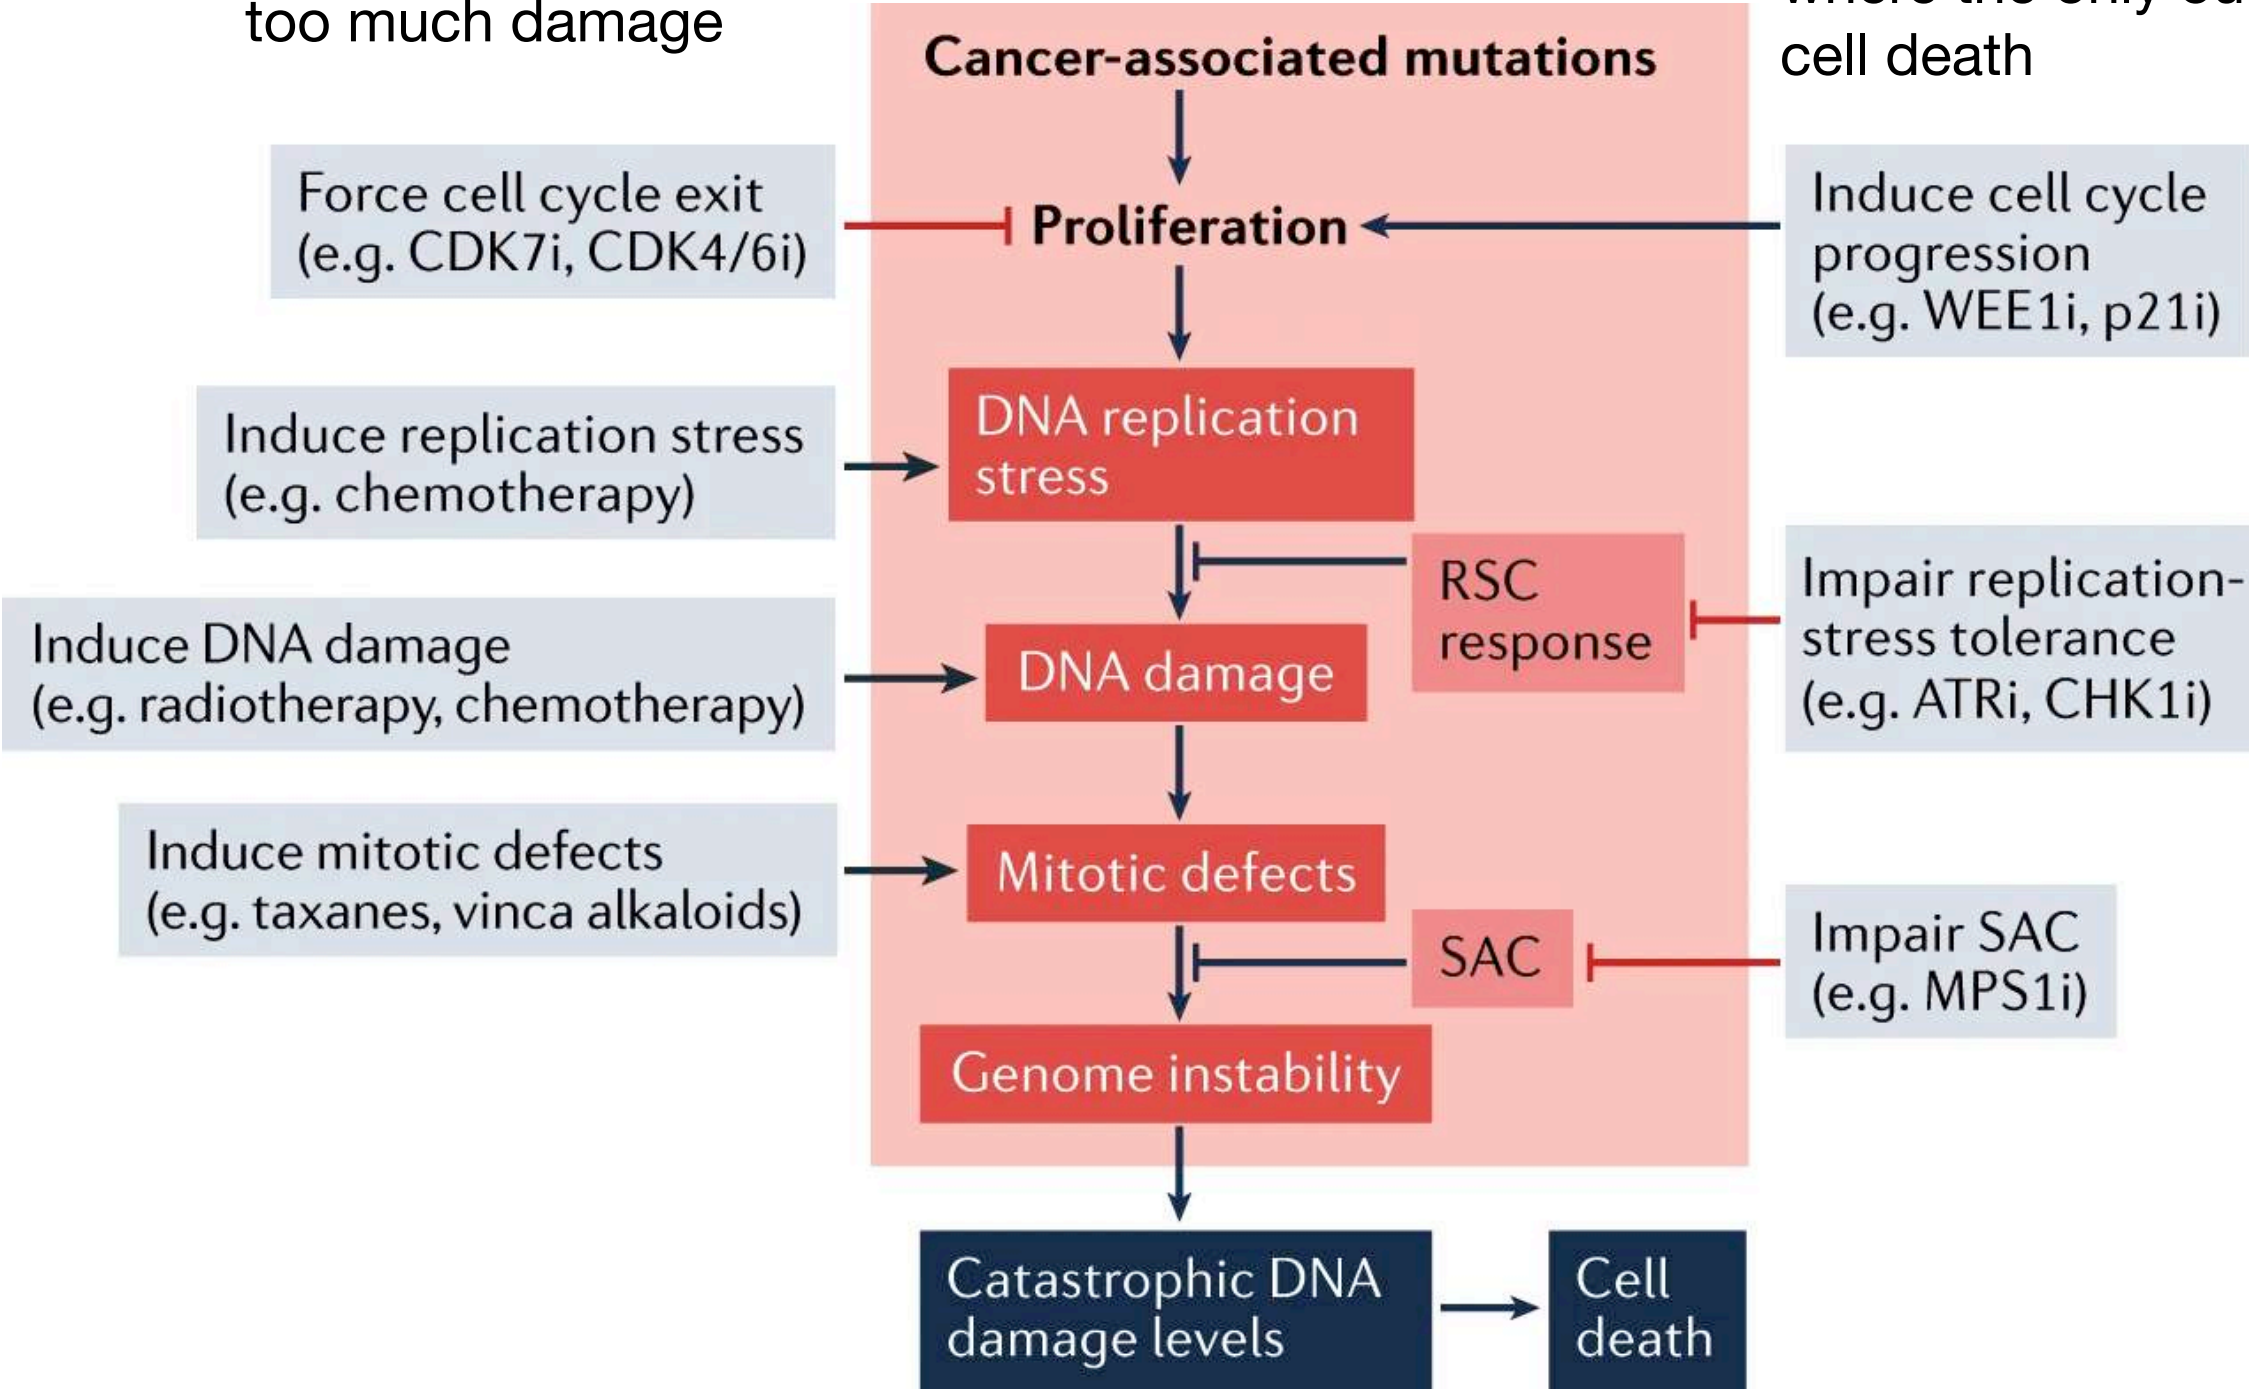 too much damage
cell death
Cancer-associated mutations
Force cell cycle exit
(e.g. CDK7i, CDK4/6i)
Proliferation
Induce cell cycle
progression
(e.g. WEE1i, p21i)
Induce replication stress
(e.g. chemotherapy)
DNA replication
stress
RSC
response
Impair replication-
stress tolerance
(e.g. ATRi, CHK1i)
Induce DNA damage
(e.g. radiotherapy, chemotherapy)
DNA damage
Induce mitotic defects
(e.g. taxanes, vinca alkaloids)
Mitotic defects
SAC
Impair SAC
(e.g. MPS1i)
Genome instability
Catastrophic DNA
damage levels
Cell
death